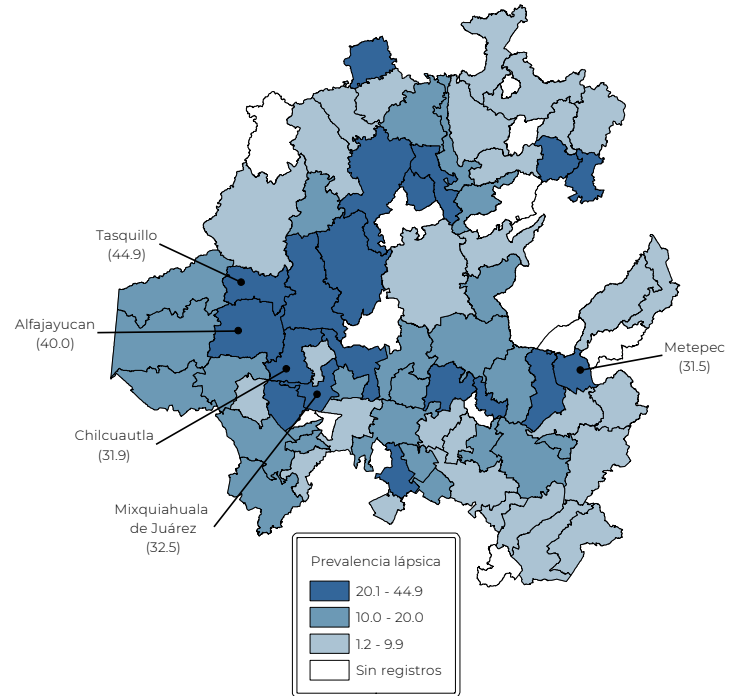 Tasquillo
(44.9)
Alfajayucan
(40.0)
Metepec
(31.5)
Chilcuautla
(31.9)
Mixquiahuala
de Juárez
(32.5)
Prevalencia lápsica
20.1 - 44.9
10.0 - 20.0
1.2 - 9.9
Sin registros